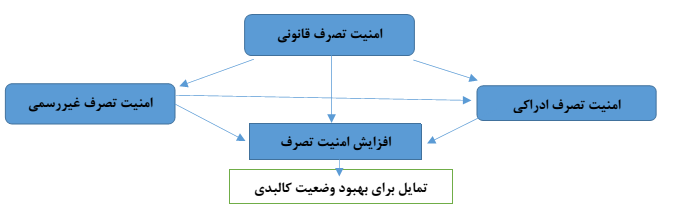 امنیت تصرف قانونی
امنیت تصرف ادراکی
امنیت تصرف غیررسمی
افزایش امنیت تصرف
تمایل برای بهبود وضعیت کالبدی